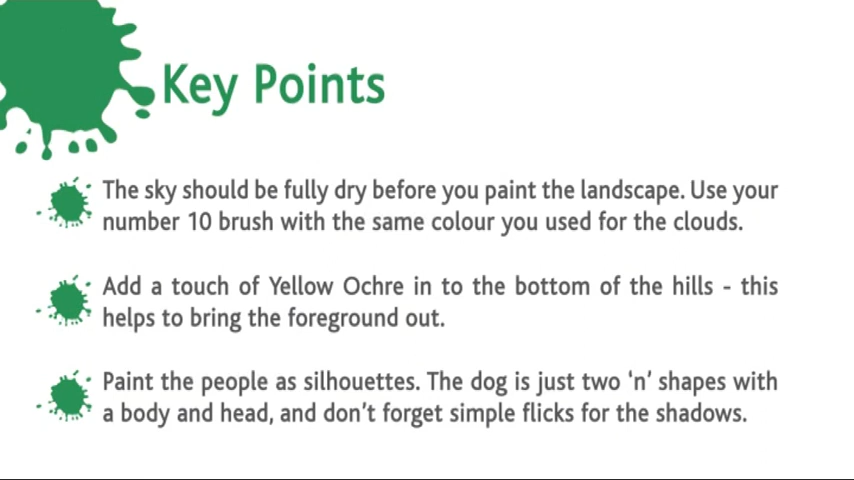 Key Points
The sky should be fully dry before you paint the landscape. Use your
number 10 brush with the same colour you used for the clouds.
Add a touch of Yellow Ochre in to the bottom of the hills - this
helps to bring the foreground out.
Paint the people as silhouettes. The dog is just two ‘n’ shapes with
a body and head, and don’t forget simple flicks for the shadows.